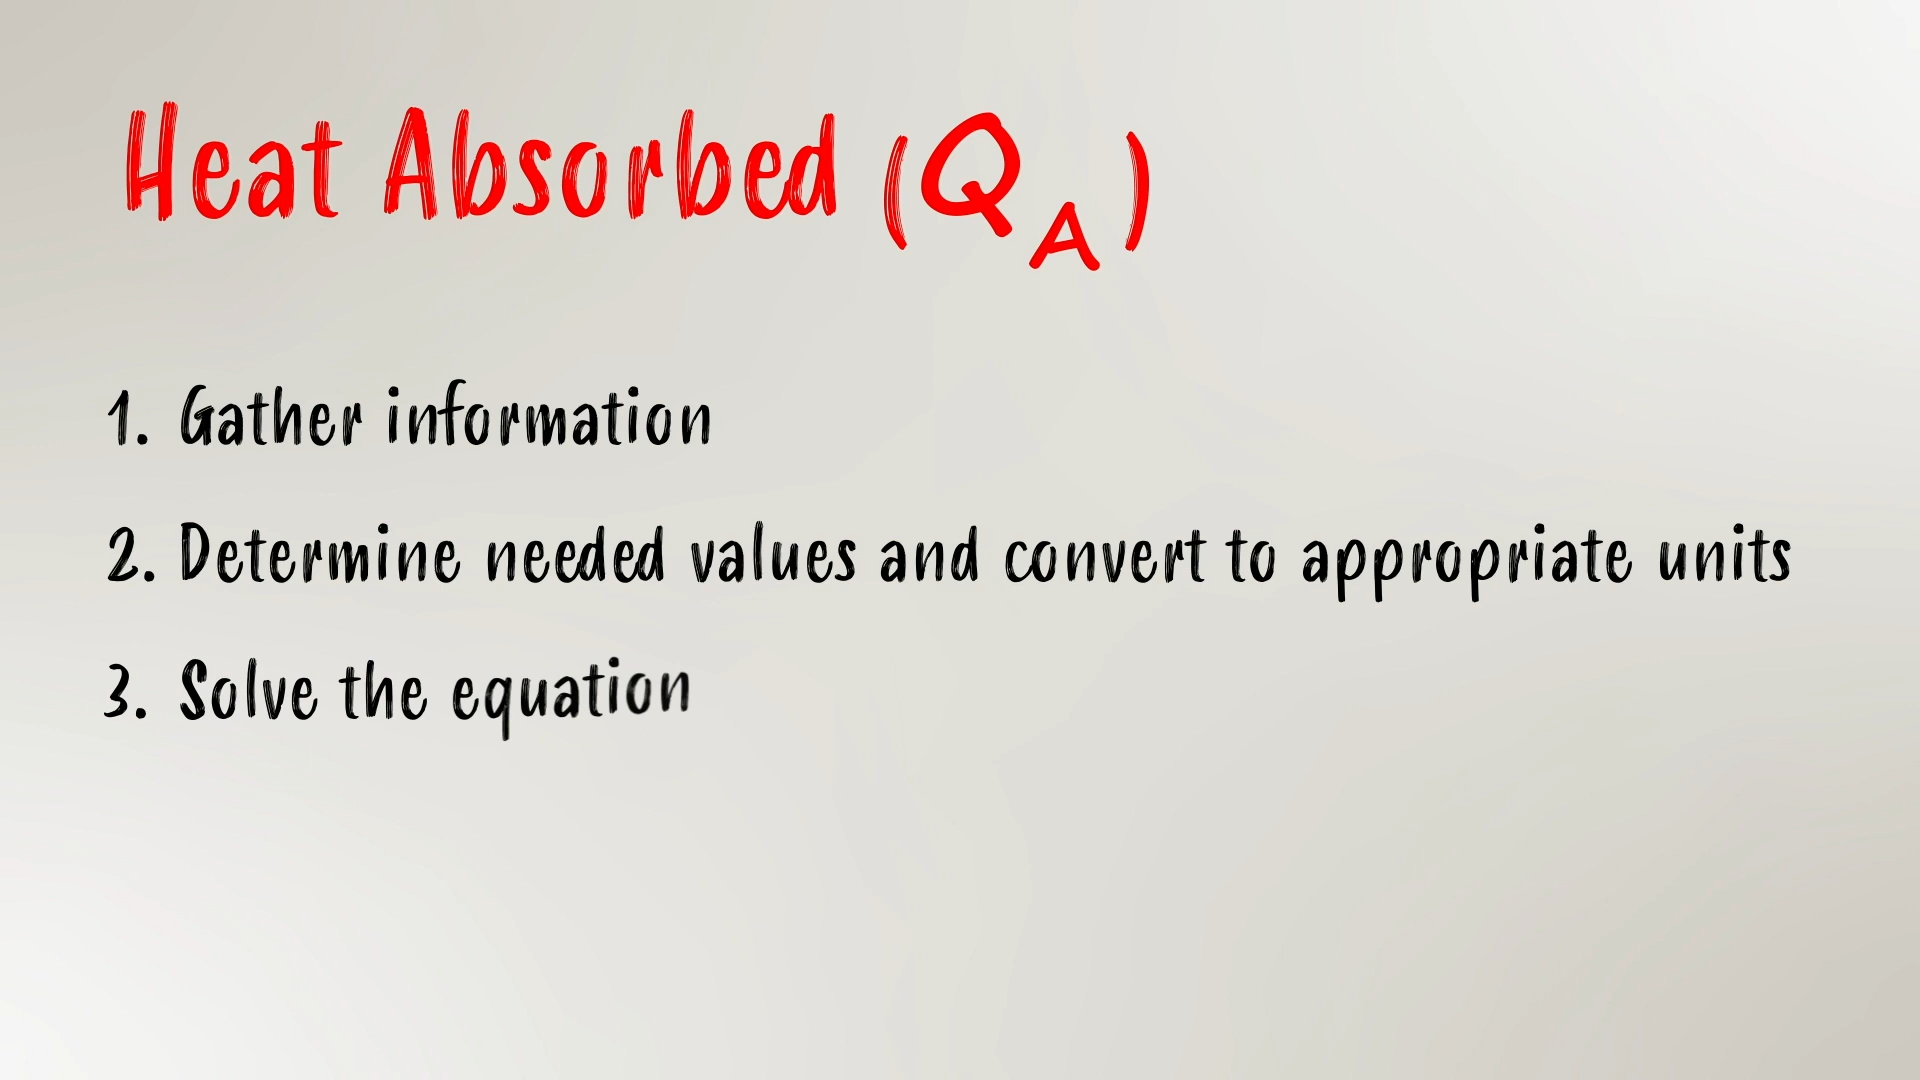 Heat Absorbed (QA)
1. Gather information
2. Determine needed values and convert to appropriate units
3. Solve the equation